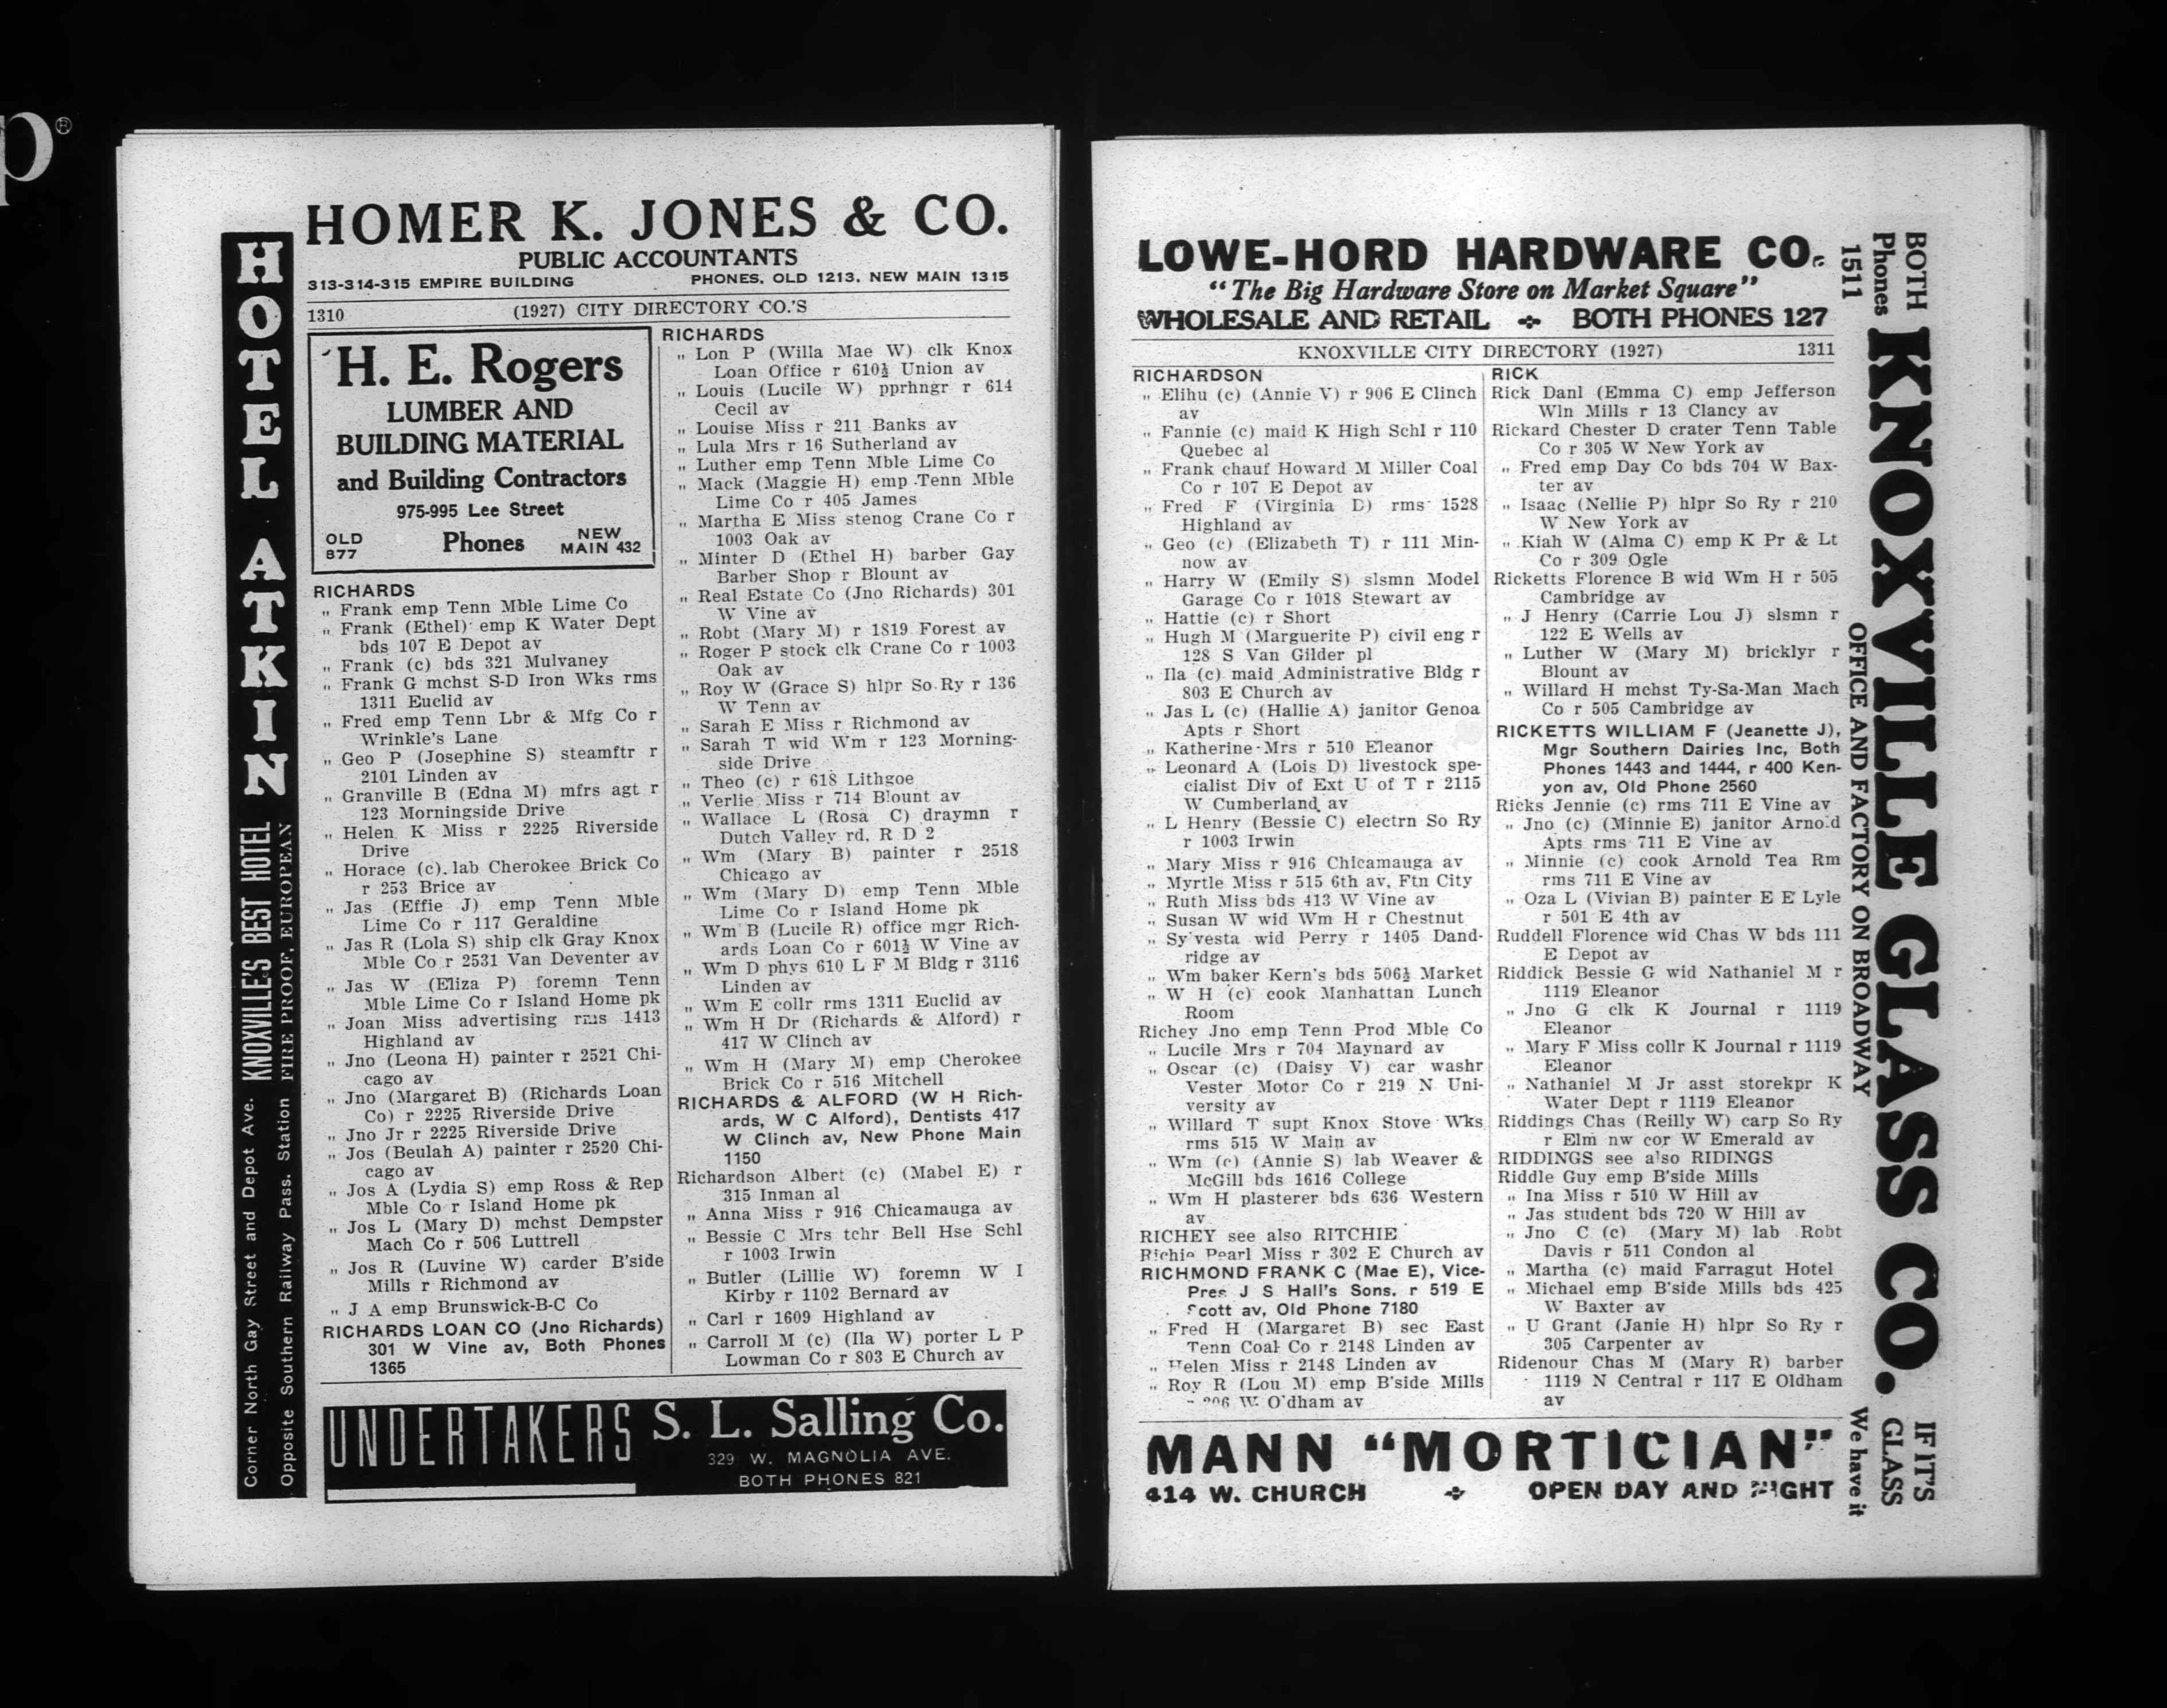 p®
HOTEL ATKIN
KNOXVILLE'S BEST HOTEL
FIRE PROOF, EUROPEAN
Corner North Gay Street and Depot Ave.
Opposite Southern Railway Pass. Station
HOMER K. JONES & CO.
PUBLIC ACCOUNTANTS
313-314-315 EMPIRE BUILDING PHONES, OLD 1213, NEW MAIN 1315
1310 (1927) CITY DIRECTORY CO.'S
H. E. Rogers
LUMBER AND
BUILDING MATERIAL
and Building Contractors
975-995 Lee Street
OLD 877 Phones NEW MAIN 432
RICHARDS
„ Frank emp Tenn Mble Lime Co
„ Frank (Ethel) emp K Water Dept
bds 107 E Depot av
„ Frank (c) bds 321 Mulvaney
„ Frank G mchst S-D Iron Wks rms
1311 Euclid av
„ Fred emp Tenn Lbr & Mfg Co r
Wrinkle's Lane
„ Geo P (Josephine S) steamftr r
2101 Linden av
„ Granville B (Edna M) mfrs agt r
123 Morningside Drive
„ Helen K Miss r 2225 Riverside
Drive
„ Horace (c) lab Cherokee Brick Co
r 253 Brice av
„ Jas (Effie J) emp Tenn Mble
Lime Co r 117 Geraldine
„ Jas R (Lola S) ship clk Gray Knox
Mble Co r 2531 Van Deventer av
„ Jas W (Eliza P) foremn Tenn
Mble Lime Co r Island Home pk
„ Joan Miss advertising rms 1413
Highland av
„ Jno (Leona H) painter r 2521 Chi-
cago av
„ Jno (Margaret B) (Richards Loan
Co) r 2225 Riverside Drive
„ Jno Jr r 2225 Riverside Drive
„ Jos (Beulah A) painter r 2520 Chi-
cago av
„ Jos A (Lydia S) emp Ross & Rep
Mble Co r Island Home pk
„ Jos L (Mary D) mchst Dempster
Mach Co r 506 Luttrell
„ Jos R (Luvine W) carder B'side
Mills r Richmond av
„ J A emp Brunswick-B-C Co
RICHARDS LOAN CO (Jno Richards)
301 W Vine av, Both Phones
1365
RICHARDS
„ Lon P (Willa Mae W) clk Knox
Loan Office r 610½ Union av
„ Louis (Lucile W) pprhngr r 614
Cecil av
„ Louise Miss r 211 Banks av
„ Lula Mrs r 16 Sutherland av
„ Luther emp Tenn Mble Lime Co
„ Mack (Maggie H) emp Tenn Mble
Lime Co r 405 James
„ Martha E Miss stenog Crane Co r
1003 Oak av
„ Minter D (Ethel H) barber Gay
Barber Shop r Blount av
„ Real Estate Co (Jno Richards) 301
W Vine av
„ Robt (Mary M) r 1819 Forest av
„ Roger P stock clk Crane Co r 1003
Oak av
„ Roy W (Grace S) hlpr So Ry r 136
W Tenn av
„ Sarah E Miss r Richmond av
„ Sarah T wid Wm r 123 Morning-
side Drive
„ Theo (c) r 618 Lithgoe
„ Verlie Miss r 714 Blount av
„ Wallace L (Rosa C) draymn r
Dutch Valley rd, R D 2
„ Wm (Mary B) painter r 2518
Chicago av
„ Wm (Mary D) emp Tenn Mble
Lime Co r Island Home pk
„ Wm B (Lucile R) office mgr Rich-
ards Loan Co r 601½ W Vine av
„ Wm D phys 610 L F M Bldg r 3116
Linden av
„ Wm E collr rms 1311 Euclid av
„ Wm H Dr (Richards & Alford) r
417 W Clinch av
„ Wm H (Mary M) emp Cherokee
Brick Co r 516 Mitchell
RICHARDS & ALFORD (W H Rich-
ards, W C Alford), Dentists 417
W Clinch av, New Phone Main
1150
Richardson Albert (c) (Mabel E) r
315 Inman al
„ Anna Miss r 916 Chicamauga av
„ Bessie C Mrs tchr Bell Hse Schl
r 1003 Irwin
„ Butler (Lillie W) foremn W I
Kirby r 1102 Bernard av
„ Carl r 1609 Highland av
„ Carroll M (c) (Ila W) porter L P
Lowman Co r 803 E Church av
UNDERTAKERS S. L. Salling Co.
329 W. MAGNOLIA AVE.
BOTH PHONES 821
LOWE-HORD HARDWARE CO.
"The Big Hardware Store on Market Square"
WHOLESALE AND RETAIL BOTH PHONES 127
KNOXVILLE CITY DIRECTORY (1927) 1311
RICHARDSON
„ Elihu (c) (Annie V) r 906 E Clinch
av
„ Fannie (c) maid K High Schl r 110
Quebec al
„ Frank chauf Howard M Miller Coal
Co r 107 E Depot av
„ Fred F (Virginia D) rms 1528
Highland av
„ Geo (c) (Elizabeth T) r 111 Min-
now av
„ Harry W (Emily S) slsmn Model
Garage Co r 1018 Stewart av
„ Hattie (c) r Short
„ Hugh M (Marguerite P) civil eng r
128 S Van Gilder pl
„ Ila (c) maid Administrative Bldg r
803 E Church av
„ Jas L (c) (Hallie A) janitor Genoa
Apts r Short
„ Katherine Mrs r 510 Eleanor
„ Leonard A (Lois D) livestock spe-
cialist Div of Ext U of T r 2115
W Cumberland av
„ L Henry (Bessie C) electrn So Ry
r 1003 Irwin
„ Mary Miss r 916 Chicamauga av
„ Myrtle Miss r 515 6th av, Ftn City
„ Ruth Miss bds 413 W Vine av
„ Susan W wid Wm H r Chestnut
„ Sylvesta wid Perry r 1405 Dand-
ridge av
„ Wm baker Kern's bds 506½ Market
„ W H (c) cook Manhattan Lunch
Room
Richey Jno emp Tenn Prod Mble Co
„ Lucile Mrs r 704 Maynard av
„ Oscar (c) (Daisy V) car washr
Vester Motor Co r 219 N Uni-
versity av
„ Willard T supt Knox Stove Wks
rms 515 W Main av
„ Wm (c) (Annie S) lab Weaver &
McGill bds 1616 College
„ Wm H plasterer bds 636 Western
av
RICHEY see also RITCHIE
Richie Pearl Miss r 302 E Church av
RICHMOND FRANK C (Mae E), Vice-
Pres J S Hall's Sons, r 519 E
Scott av, Old Phone 7180
„ Fred H (Margaret B) sec East
Tenn Coal Co r 2148 Linden av
„ Helen Miss r 2148 Linden av
„ Roy R (Lou M) emp B'side Mills
W O'dham av
RICK
Rick Danl (Emma C) emp Jefferson
Wln Mills r 13 Clancy av
Rickard Chester D crater Tenn Table
Co r 305 W New York av
„ Fred emp Day Co bds 704 W Bax-
ter av
„ Isaac (Nellie P) hlpr So Ry r 210
W New York av
„ Kiah W (Alma C) emp K Pr & Lt
Co r 309 Ogle
Ricketts Florence B wid Wm H r 505
Cambridge av
„ J Henry (Carrie Lou J) slsmn r
122 E Wells av
„ Luther W (Mary M) bricklyr r
Blount av
„ Willard H mchst Ty-Sa-Man Mach
Co r 505 Cambridge av
RICKETTS WILLIAM F (Jeanette J),
Mgr Southern Dairies Inc, Both
Phones 1443 and 1444, r 400 Ken-
yon av, Old Phone 2560
Ricks Jennie (c) rms 711 E Vine av
„ Jno (c) (Minnie E) janitor Arnold
Apts rms 711 E Vine av
„ Minnie (c) cook Arnold Tea Rm
rms 711 E Vine av
„ Oza L (Vivian B) painter E E Lyle
r 501 E 4th av
Ruddell Florence wid Chas W bds 111
E Depot av
Riddick Bessie G wid Nathaniel M r
1119 Eleanor
„ Jno G clk K Journal r 1119
Eleanor
„ Mary F Miss collr K Journal r 1119
Eleanor
„ Nathaniel M Jr asst storekpr K
Water Dept r 1119 Eleanor
Riddings Chas (Reilly W) carp So Ry
r Elm nw cor W Emerald av
RIDDINGS see also RIDINGS
Riddle Guy emp B'side Mills
„ Ina Miss r 510 W Hill av
„ Jas student bds 720 W Hill av
„ Jno C (c) (Mary M) lab Robt
Davis r 511 Condon al
„ Martha (c) maid Farragut Hotel
„ Michael emp B'side Mills bds 425
W Baxter av
„ U Grant (Janie H) hlpr So Ry r
305 Carpenter av
Ridenour Chas M (Mary R) barber
1119 N Central r 117 E Oldham
av
MANN "MORTICIAN"
414 W. CHURCH OPEN DAY AND NIGHT
BOTH
Phones
1511
KNOXVILLE GLASS CO.
OFFICE AND FACTORY ON BROADWAY
IF IT'S
GLASS
We have it